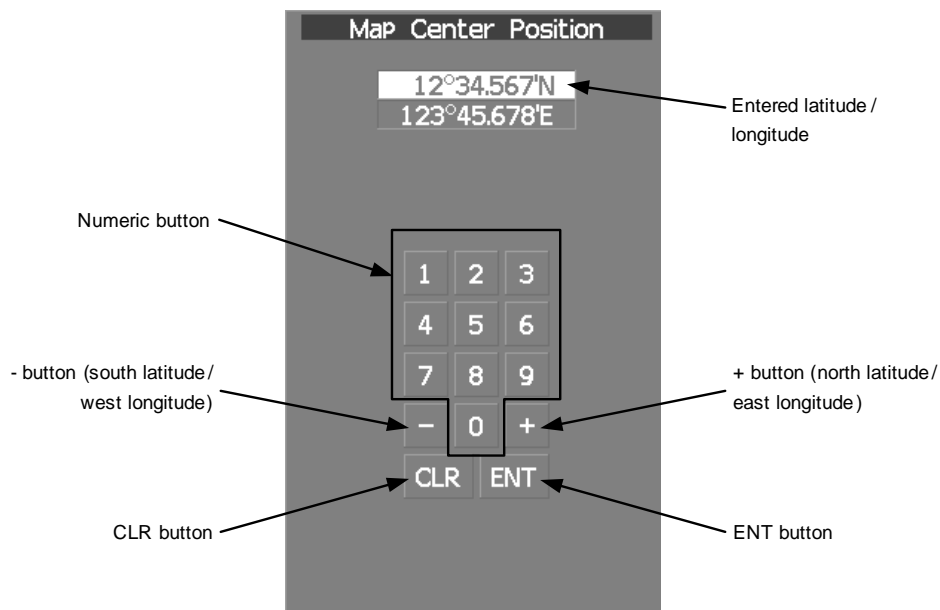 Map Center Position
12°34.567'N
123°45.678'E
Entered latitude /
longitude
Numeric button
1 2 3
4 5 6
7 8 9
- button (south latitude /
west longitude)
+ button (north latitude /
east longitude)
− 0 +
CLR ENT
CLR button
ENT button